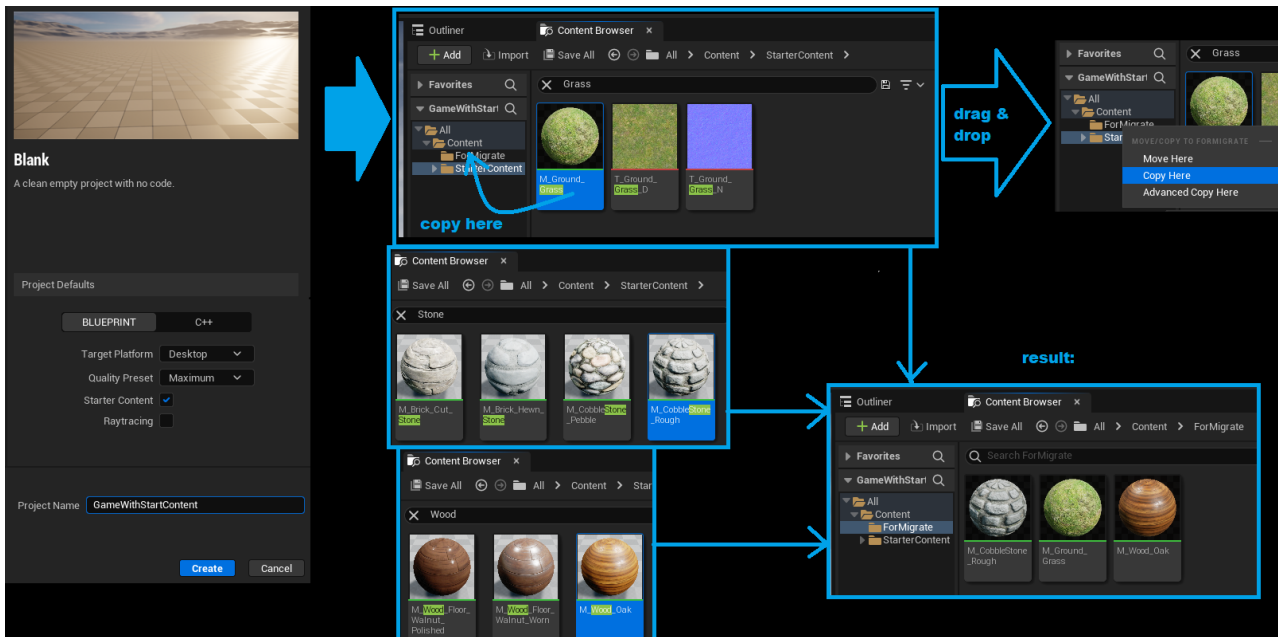 Blank
A clean empty project with no code.
Project Defaults
BLUEPRINT C++
Target Platform Desktop
Quality Preset Maximum
Starter Content
Raytracing
Project Name GameWithStartContent
Create Cancel
Outliner Content Browser ×
+ Add Import Save All All > Content > StarterContent >
Favorites
Grass
GameWithStart
All
Content
ForMigrate
StarterContent
M_Ground_
Grass
T_Ground_
Grass_D
T_Ground_
Grass_N
copy here
drag &
drop
Favorites
Grass
GameWithStart
All
Content
ForMigrate
Star
MOVE/COPY TO FORMIGRATE
Move Here
Copy Here
Advanced Copy Here
Content Browser ×
Save All All > Content > StarterContent >
Stone
M_Brick_Cut_
Stone
M_Brick_Hewn_
Stone
M_CobbleStone
_Pebble
M_CobbleStone
_Rough
Content Browser ×
Save All All > Content > Star
Wood
M_Wood_Floor_
Walnut_
Polished
M_Wood_Floor_
Walnut_Worn
M_Wood_Oak
result:
Outliner Content Browser ×
+ Add Import Save All All > Content > ForMigrate
Favorites
Search ForMigrate
GameWithStart
All
Content
ForMigrate
StarterContent
M_CobbleStone
_Rough
M_Ground_
Grass
M_Wood_Oak